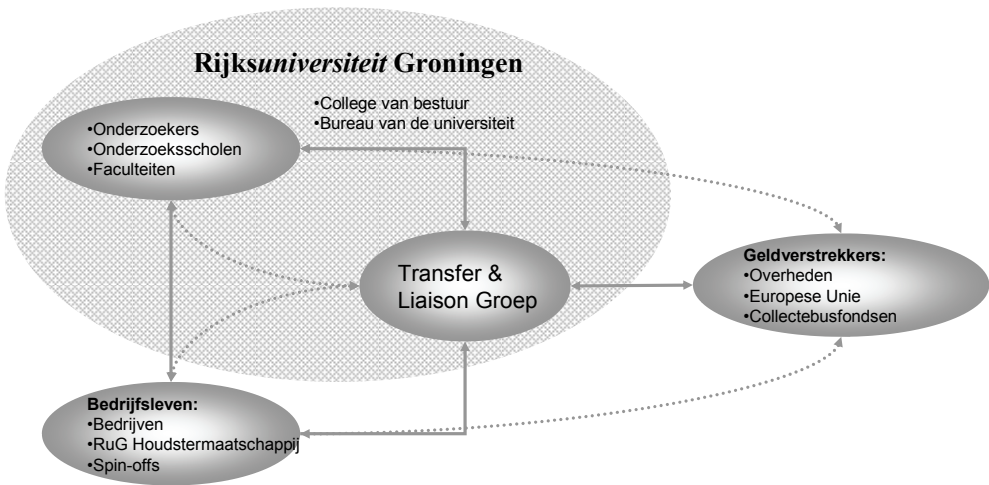 Rijksuniversiteit Groningen
•College van bestuur
•Bureau van de universiteit
•Onderzoekers
•Onderzoeksscholen
•Faculteiten
Transfer &
Liaison Groep
Geldverstrekkers:
•Overheden
•Europese Unie
•Collectebusfondsen
Bedrijfsleven:
•Bedrijven
•RuG Houdstermaatschappij
•Spin-offs